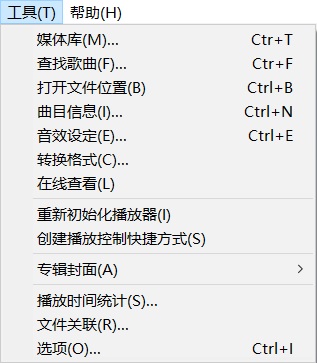 工具(T) 帮助(H)
媒体库(M)... Ctr+T
查找歌曲(F)... Ctr+F
打开文件位置(B) Ctrl+B
曲目信息(I)... Ctrl+N
音效设定(E)... Ctrl+E
转换格式(C)...
在线查看(L)
重新初始化播放器(I)
创建播放控制快捷方式(S)
专辑封面(A)
播放时间统计(S)...
文件关联(R)...
选项(O)... Ctrl+I